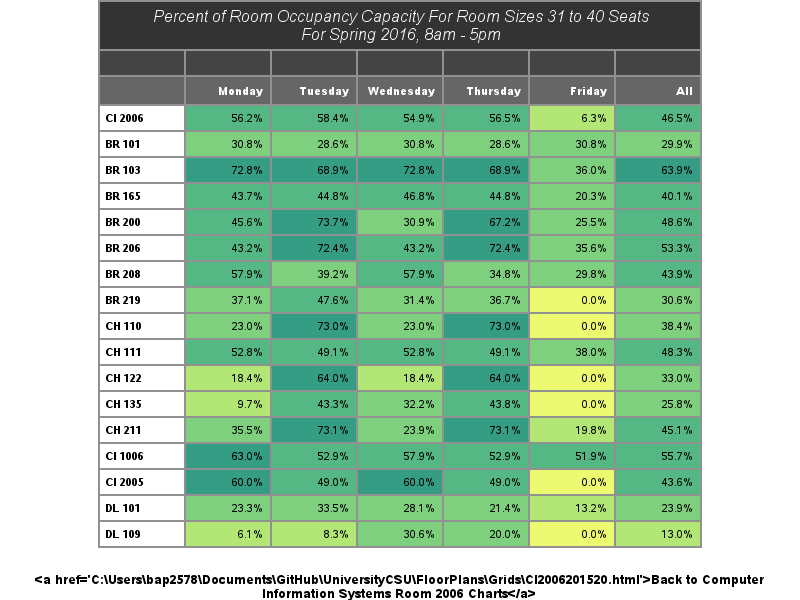 Percent of Room Occupancy Capacity For Room Sizes 31 to 40 Seats
For Spring 2016, 8am - 5pm
Monday Tuesday Wednesday Thursday Friday All
CI 2006 56.2% 58.4% 54.9% 56.5% 6.3% 46.5%
BR 101 30.8% 28.6% 30.8% 28.6% 30.8% 29.9%
BR 103 72.8% 68.9% 72.8% 68.9% 36.0% 63.9%
BR 165 43.7% 44.8% 46.8% 44.8% 20.3% 40.1%
BR 200 45.6% 73.7% 30.9% 67.2% 25.5% 48.6%
BR 206 43.2% 72.4% 43.2% 72.4% 35.6% 53.3%
BR 208 57.9% 39.2% 57.9% 34.8% 29.8% 43.9%
BR 219 37.1% 47.6% 31.4% 36.7% 0.0% 30.6%
CH 110 23.0% 73.0% 23.0% 73.0% 0.0% 38.4%
CH 111 52.8% 49.1% 52.8% 49.1% 38.0% 48.3%
CH 122 18.4% 64.0% 18.4% 64.0% 0.0% 33.0%
CH 135 9.7% 43.3% 32.2% 43.8% 0.0% 25.8%
CH 211 35.5% 73.1% 23.9% 73.1% 19.8% 45.1%
CI 1006 63.0% 52.9% 57.9% 52.9% 51.9% 55.7%
CI 2005 60.0% 49.0% 60.0% 49.0% 0.0% 43.6%
DL 101 23.3% 33.5% 28.1% 21.4% 13.2% 23.9%
DL 109 6.1% 8.3% 30.6% 20.0% 0.0% 13.0%
<a href='C:\Users\bap2578\Documents\GitHub\UniversityCSU\FloorPlans\Grids\CI2006201520.html'>Back to Computer
Information Systems Room 2006 Charts</a>